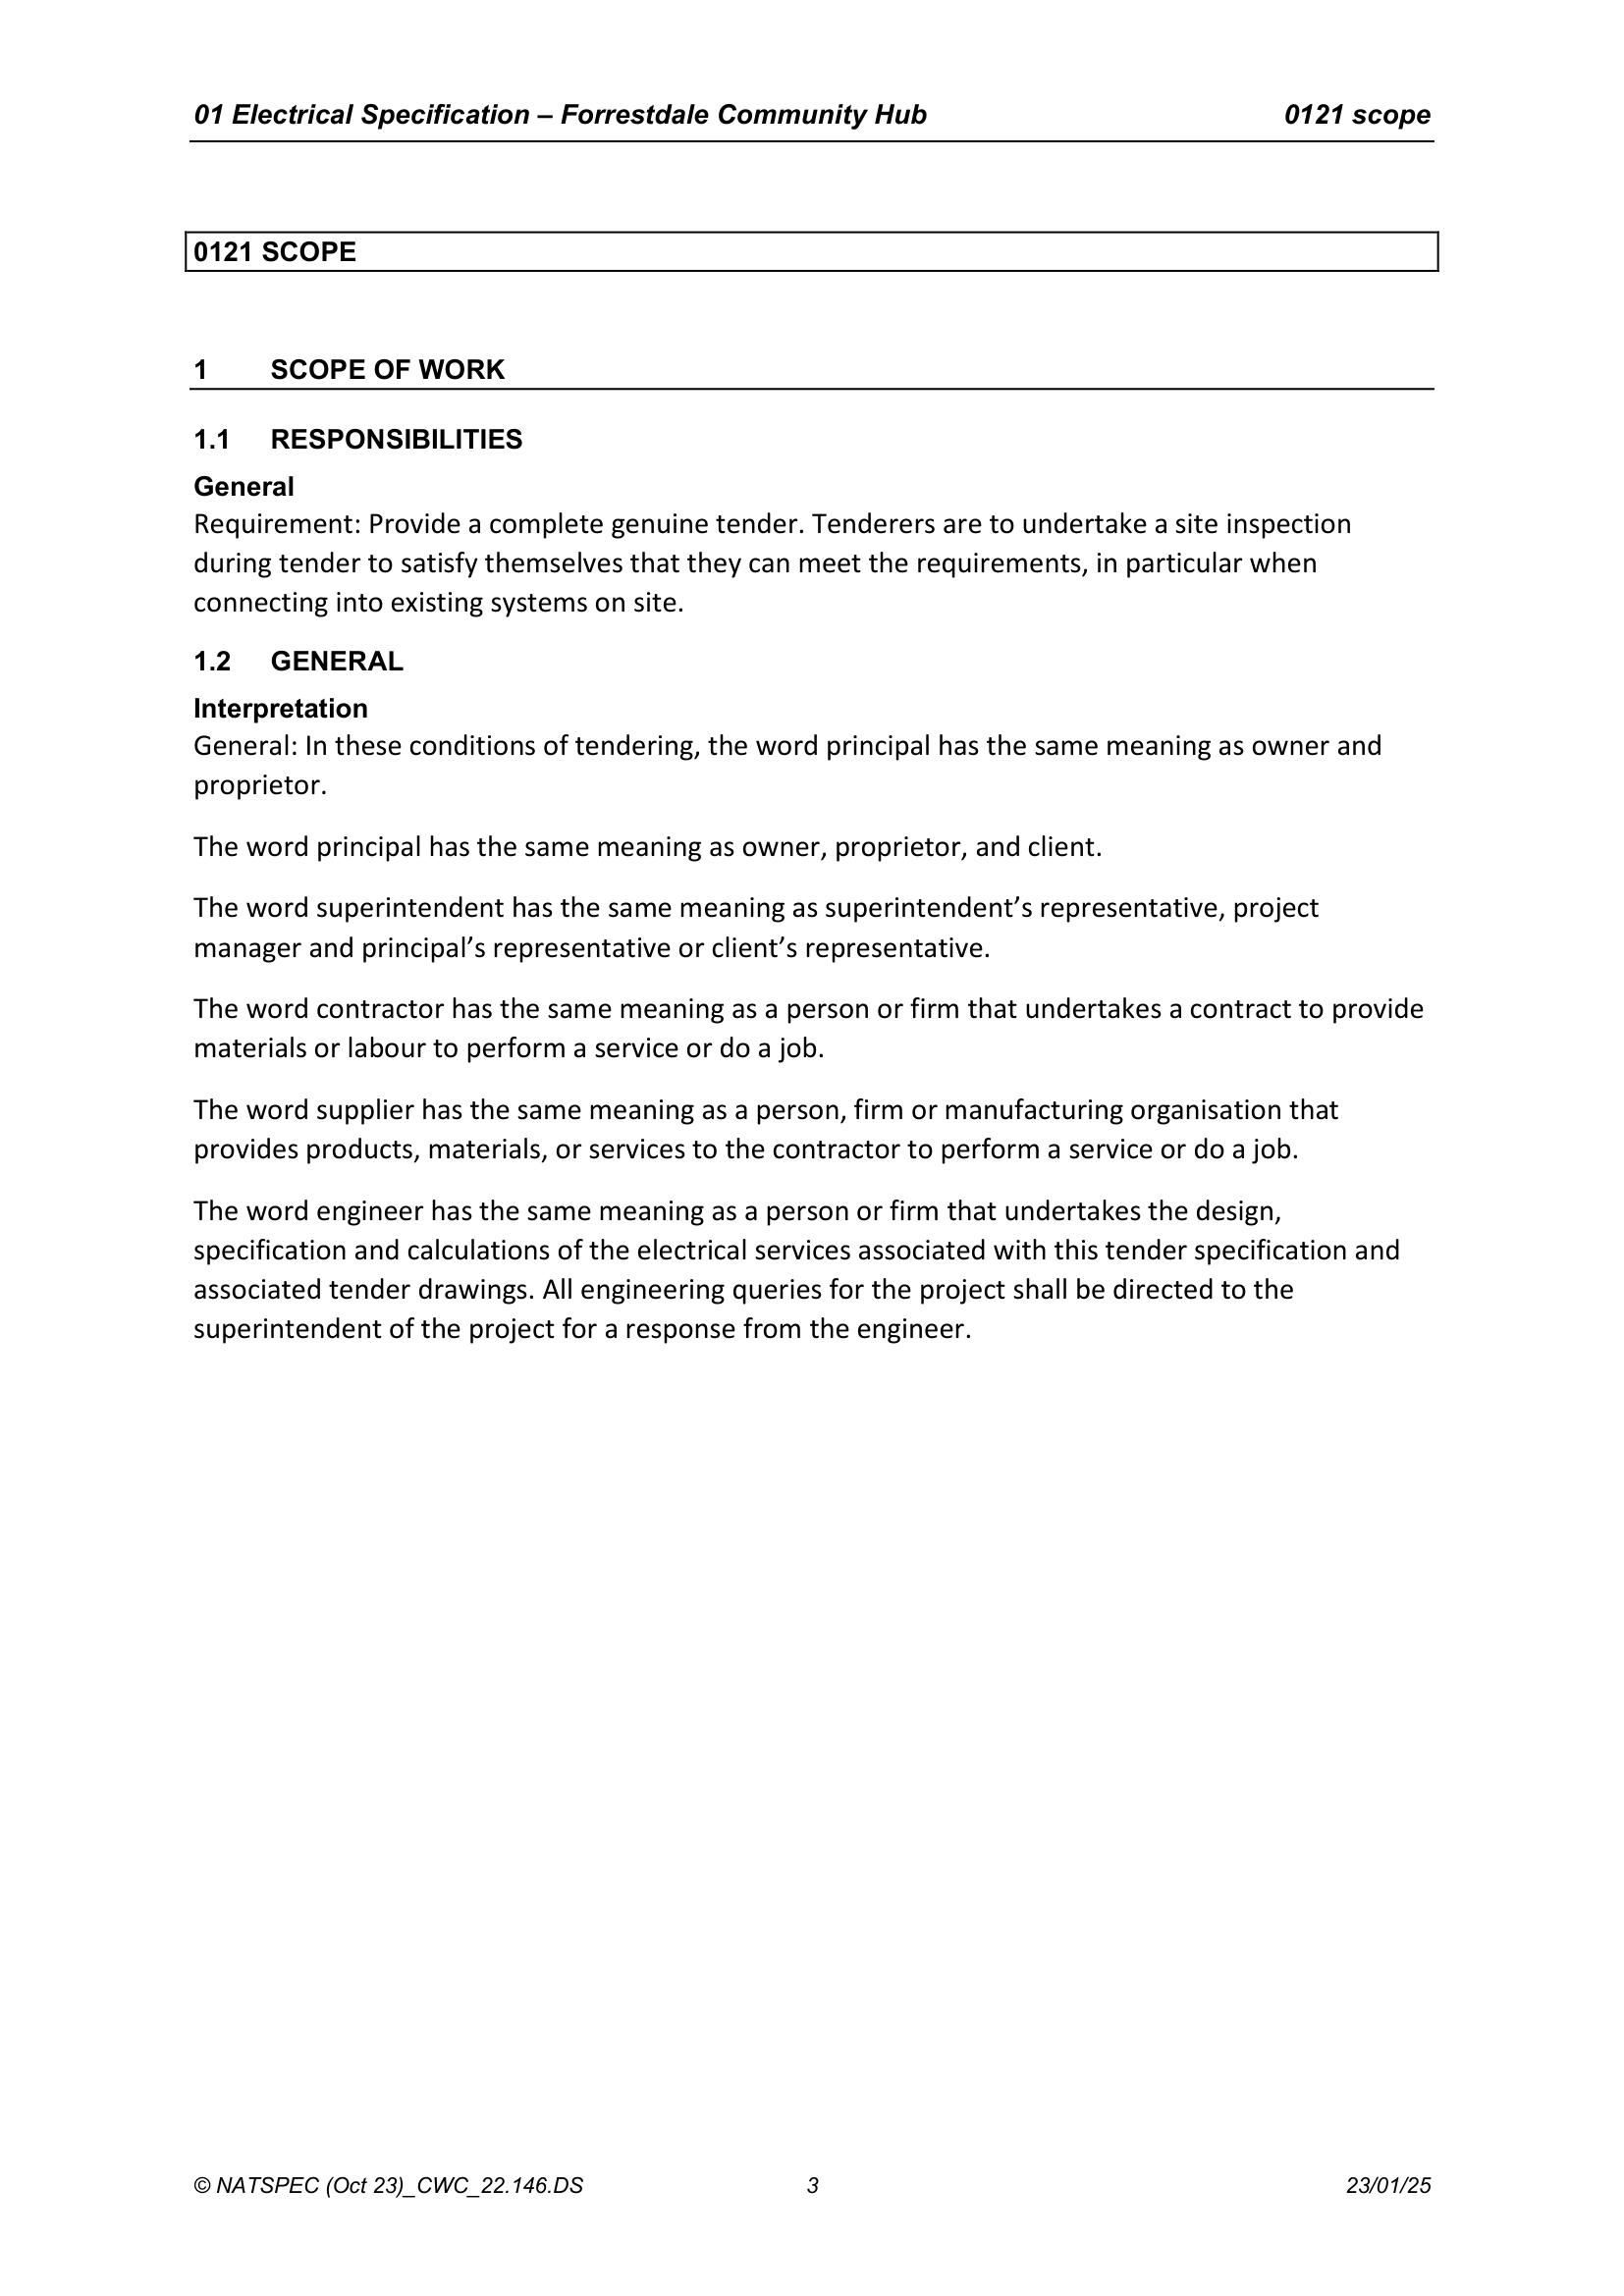 01 Electrical Specification – Forrestdale Community Hub 0121 scope
0121 SCOPE
1 SCOPE OF WORK
1.1 RESPONSIBILITIES
General
Requirement: Provide a complete genuine tender. Tenderers are to undertake a site inspection
during tender to satisfy themselves that they can meet the requirements, in particular when
connecting into existing systems on site.
1.2 GENERAL
Interpretation
General: In these conditions of tendering, the word principal has the same meaning as owner and
proprietor.
The word principal has the same meaning as owner, proprietor, and client.
The word superintendent has the same meaning as superintendent’s representative, project
manager and principal’s representative or client’s representative.
The word contractor has the same meaning as a person or firm that undertakes a contract to provide
materials or labour to perform a service or do a job.
The word supplier has the same meaning as a person, firm or manufacturing organisation that
provides products, materials, or services to the contractor to perform a service or do a job.
The word engineer has the same meaning as a person or firm that undertakes the design,
specification and calculations of the electrical services associated with this tender specification and
associated tender drawings. All engineering queries for the project shall be directed to the
superintendent of the project for a response from the engineer.
© NATSPEC (Oct 23)_CWC_22.146.DS 3 23/01/25